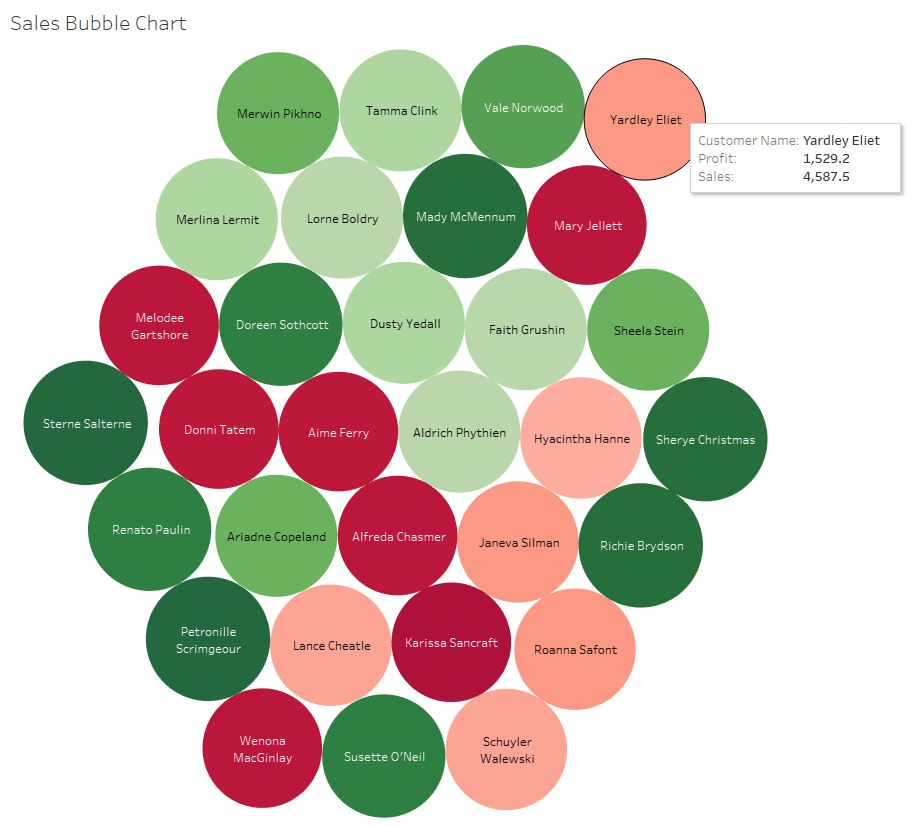 Sales Bubble Chart
Merwin Pikhno
Tamma Clink
Vale Norwood
Yardley Eliet
Customer Name: Yardley Eliet
Profit: 1,529.2
Sales: 4,587.5
Merlina Lermit
Lorne Boldry
Mady McMennum
Mary Jellett
Melodee
Gartshore
Doreen Sothcott
Dusty Yedall
Faith Grushin
Sheela Stein
Sterne Salterne
Donni Tatem
Aime Ferry
Aldrich Phythien
Hyacintha Hanne
Sherye Christmas
Renato Paulin
Ariadne Copeland
Alfreda Chasmer
Janeva Silman
Richie Brydson
Petronille
Scrimgeour
Lance Cheatle
Karissa Sancraft
Roanna Safont
Wenona
MacGinlay
Susette O'Neil
Schuyler
Walewski